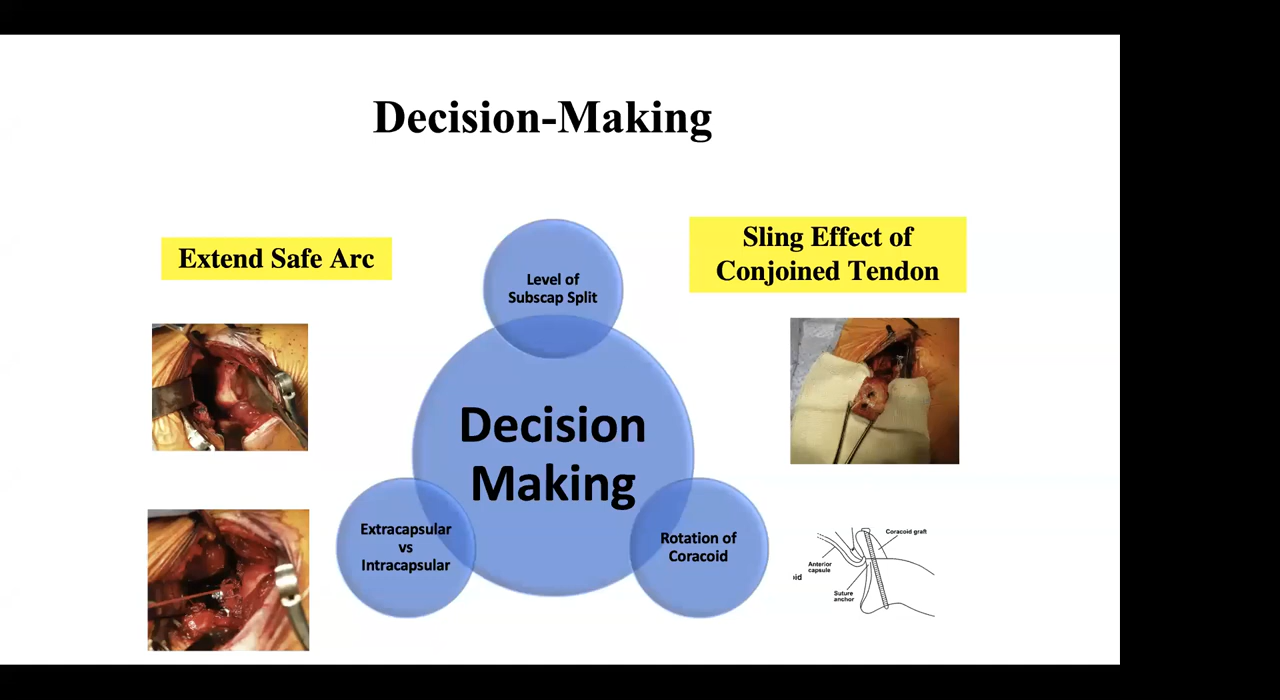 Decision-Making
Extend Safe Arc
Sling Effect of
Conjoined Tendon
Level of
Subscap Split
Decision
Making
Extracapsular
vs
Intracapsular
Rotation of
Coracoid
Coracoid graft
Anterior
capsule
oid
Suture
anchor